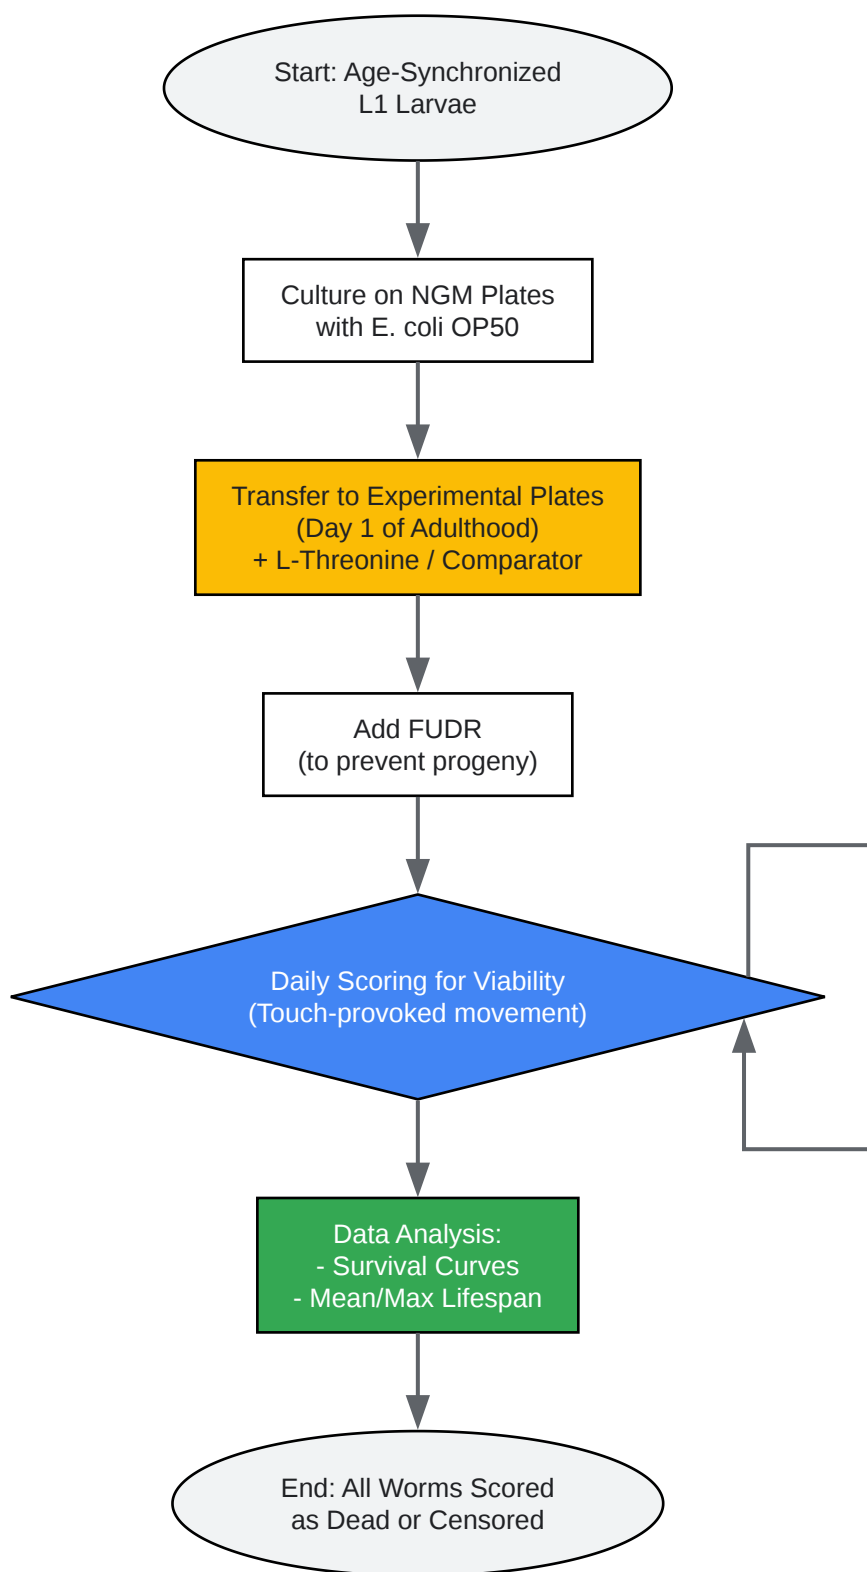 Start: Age-Synchronized
L1 Larvae
Culture on NGM Plates
with E. coli OP50
Transfer to Experimental Plates
(Day 1 of Adulthood)
+ L-Threonine / Comparator
Add FUDR
(to prevent progeny)
Daily Scoring for Viability
(Touch-provoked movement)
Data Analysis:
- Survival Curves
- Mean/Max Lifespan
End: All Worms Scored
as Dead or Censored